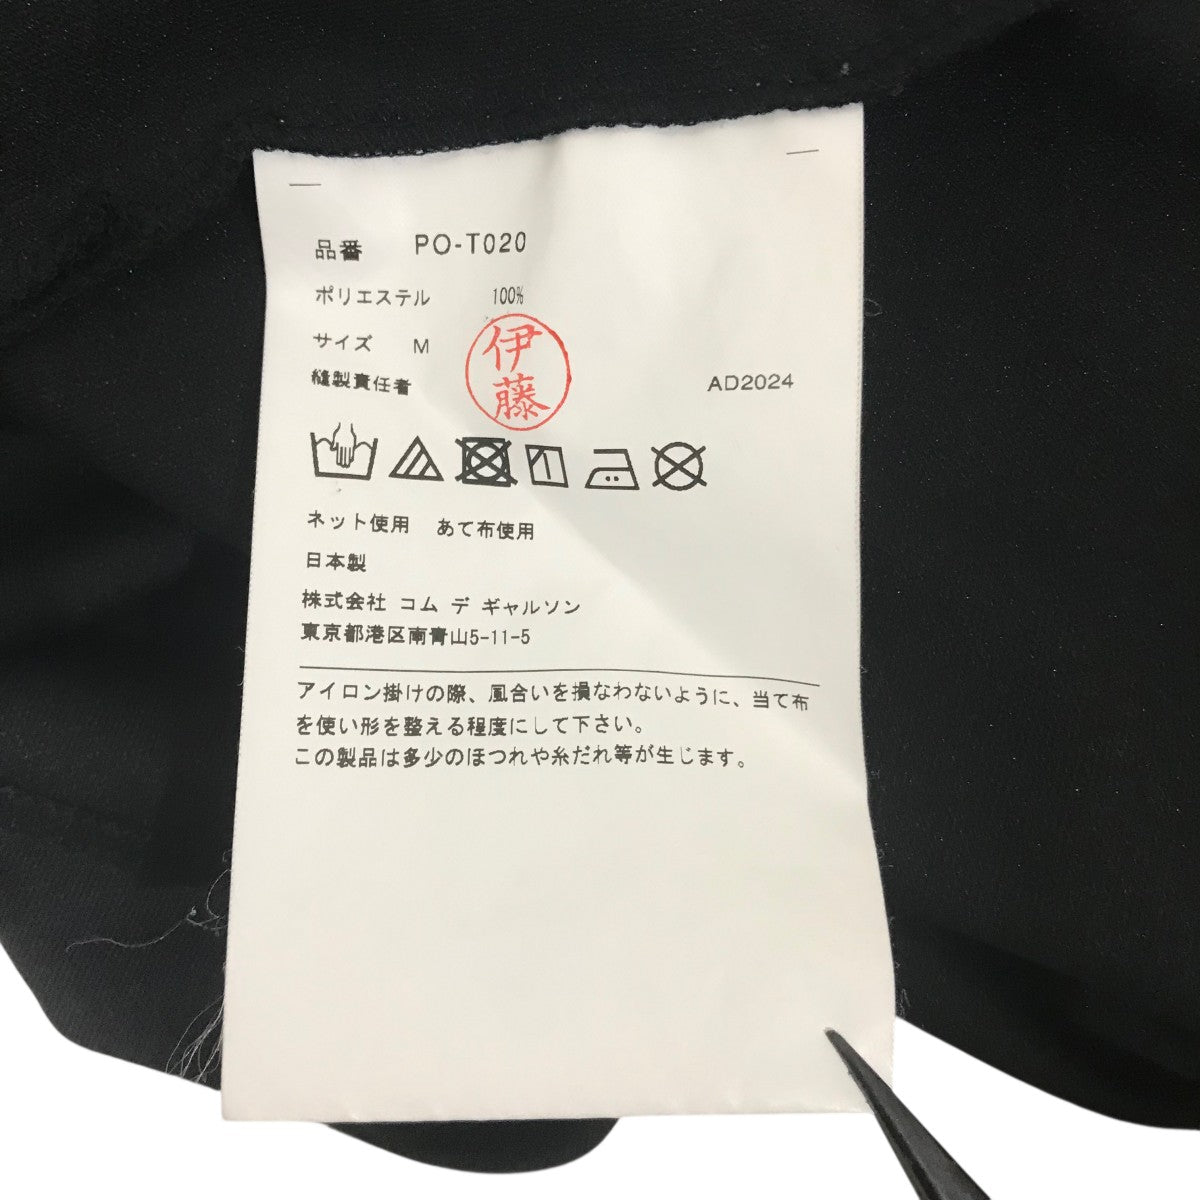 品番 PO-T020
ポリエステル 100%
サイズ M
縫製責任者 伊藤 AD2024
ネット使用 あて布使用
日本製
株式会社 コム デ ギャルソン
東京都港区南青山5-11-5
アイロン掛けの際、風合いを損なわないように、当て布
を使い形を整える程度にして下さい。
この製品は多少のほつれや糸だれ等が生じます。